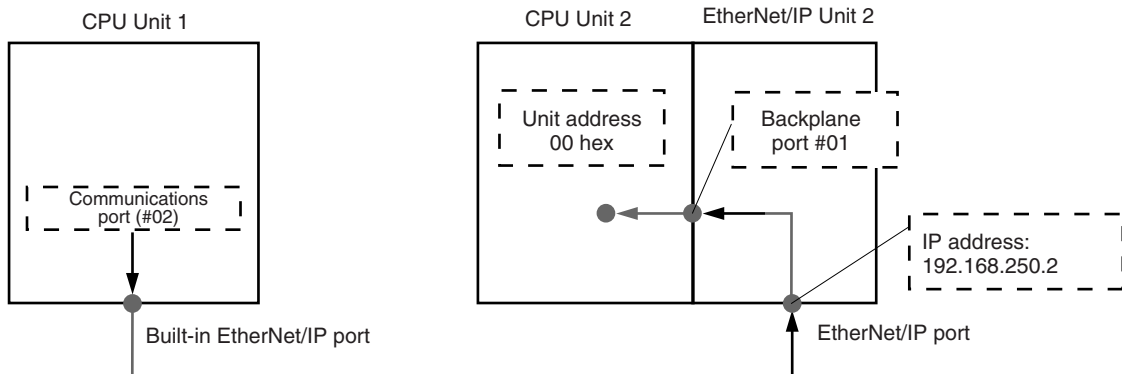 CPU Unit 1
CPU Unit 2
EtherNet/IP Unit 2
Unit address
00 hex
Backplane
port #01
Communications
port (#02)
IP address:
192.168.250.2
Built-in EtherNet/IP port
EtherNet/IP port